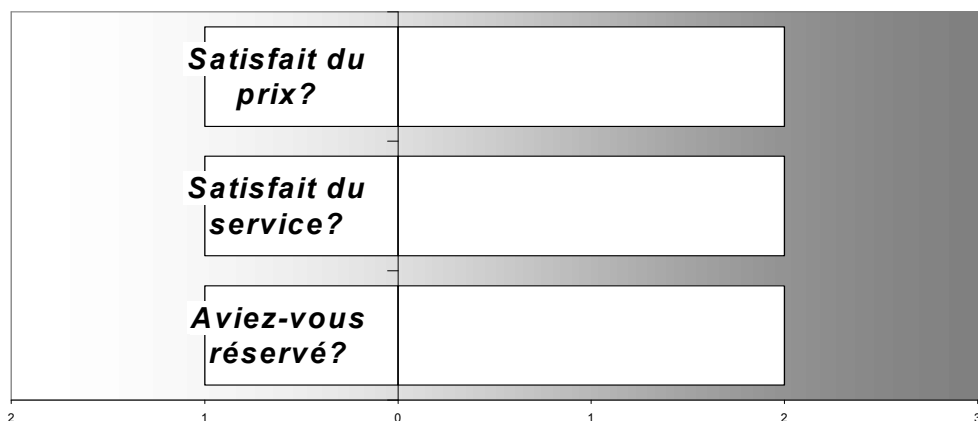 Satisfait du
prix?
Satisfait du
service?
Aviez-vous
réservé?
2 1 0 1 2 3